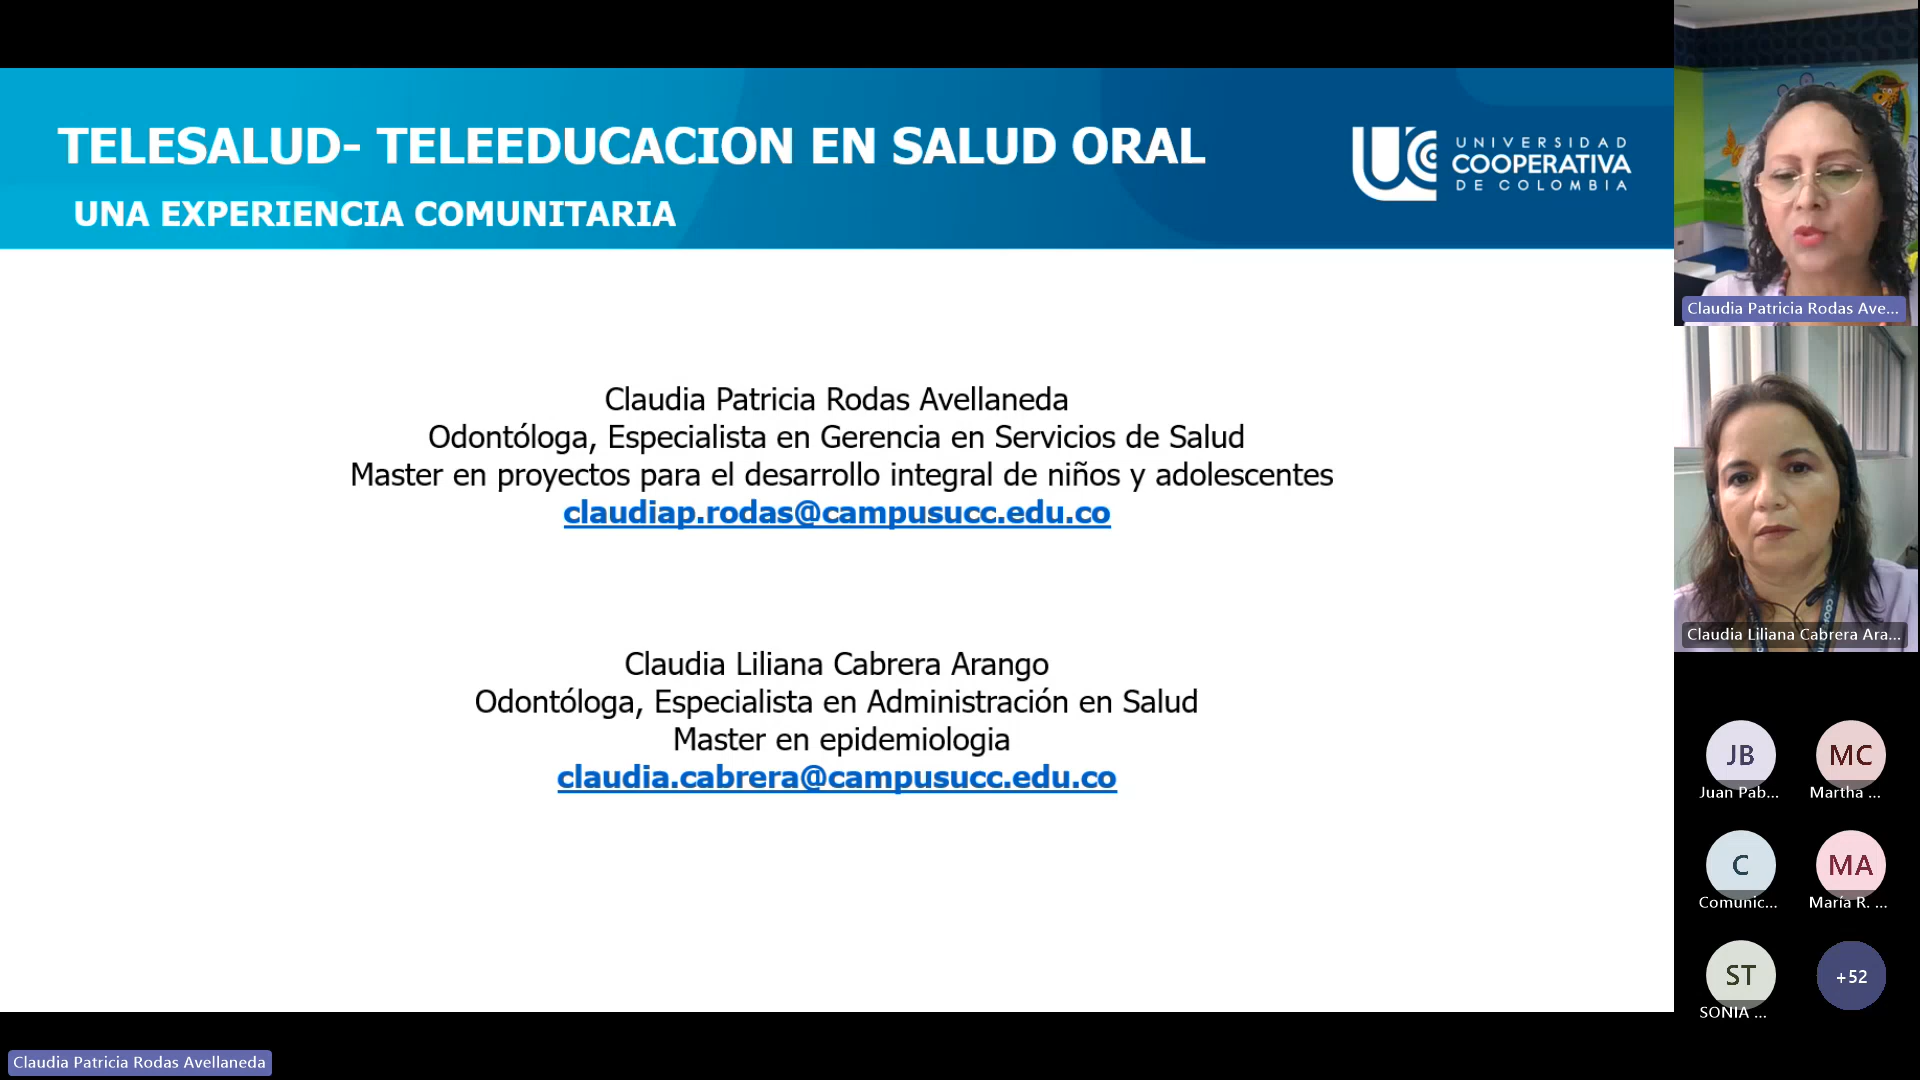 TELESALUD- TELEEDUCACION EN SALUD ORAL
UNA EXPERIENCIA COMUNITARIA
UNIVERSIDAD
COOPERATIVA
DE COLOMBIA
Claudia Patricia Rodas Avellaneda
Odontóloga, Especialista en Gerencia en Servicios de Salud
Master en proyectos para el desarrollo integral de niños y adolescentes
claudiap.rodas@campusucc.edu.co
Claudia Liliana Cabrera Arango
Odontóloga, Especialista en Administración en Salud
Master en epidemiologia
claudia.cabrera@campusucc.edu.co
Claudia Patricia Rodas Ave...
Claudia Liliana Cabrera Ara...
JB
Juan Pab...
MC
Martha ...
C
Comunic...
MA
María R. ...
ST
SONIA ...
+52
Claudia Patricia Rodas Avellaneda